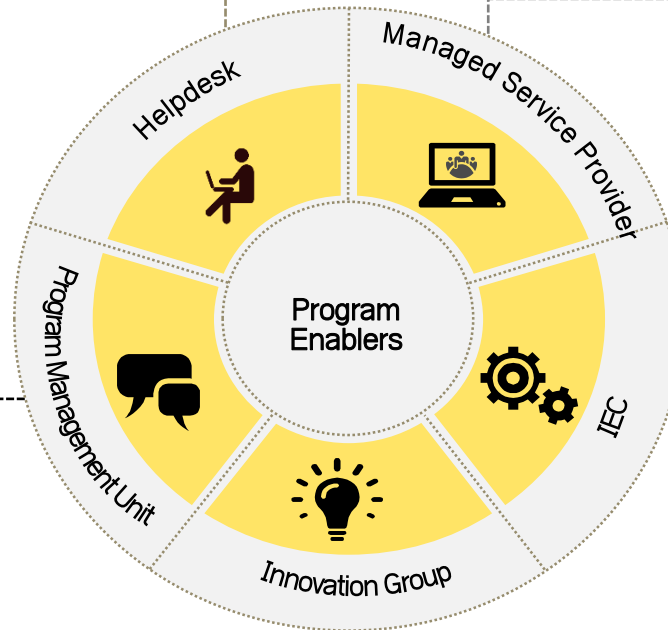 Helpdesk
Managed Service Provider
Program
Enablers
Program Management Unit
IEC
Innovation Group